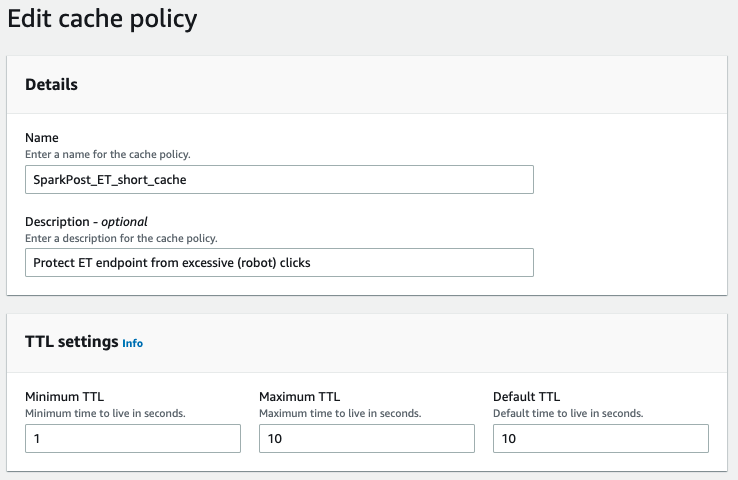 Edit cache policy
Details
Name
Enter a name for the cache policy.
SparkPost_ET_short_cache
Description - optional
Enter a description for the cache policy.
Protect ET endpoint from excessive (robot) clicks
TTL settings Info
Minimum TTL Maximum TTL Default TTL
Minimum time to live in seconds. Maximum time to live in seconds. Default time to live in seconds.
1 10 10